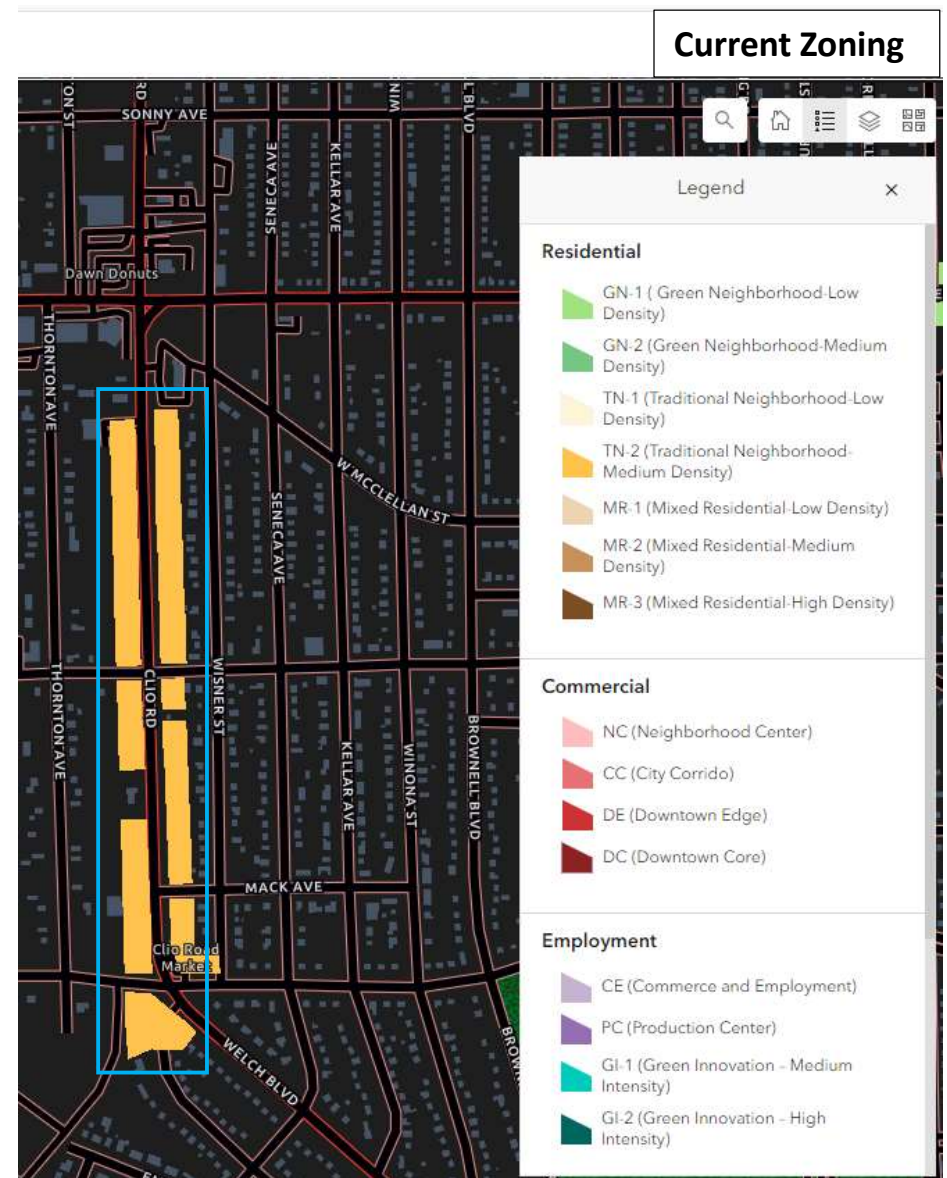 Current Zoning
ON ST
RD
WIN
L BLVD
SONNY AVE
SENECA AVE
KELLAR AVE
Dawn Donuts
THORNTON AVE
W MCCLELLAN ST
SENECA AVE
THORNTON AVE
CLIO RD
WISNER ST
KELLAR AVE
WINONA ST
BROWNELL BLVD
MACK AVE
Clio Road
Market
WELCH BLVD
Legend
Residential
GN-1 ( Green Neighborhood-Low
Density)
GN-2 (Green Neighborhood-Medium
Density)
TN-1 (Traditional Neighborhood-Low
Density)
TN-2 (Traditional Neighborhood-
Medium Density)
MR-1 (Mixed Residential-Low Density)
MR-2 (Mixed Residential-Medium
Density)
MR-3 (Mixed Residential-High Density)
Commercial
NC (Neighborhood Center)
CC (City Corrido)
DE (Downtown Edge)
DC (Downtown Core)
Employment
CE (Commerce and Employment)
PC (Production Center)
GI-1 (Green Innovation – Medium
Intensity)
GI-2 (Green Innovation – High
Intensity)